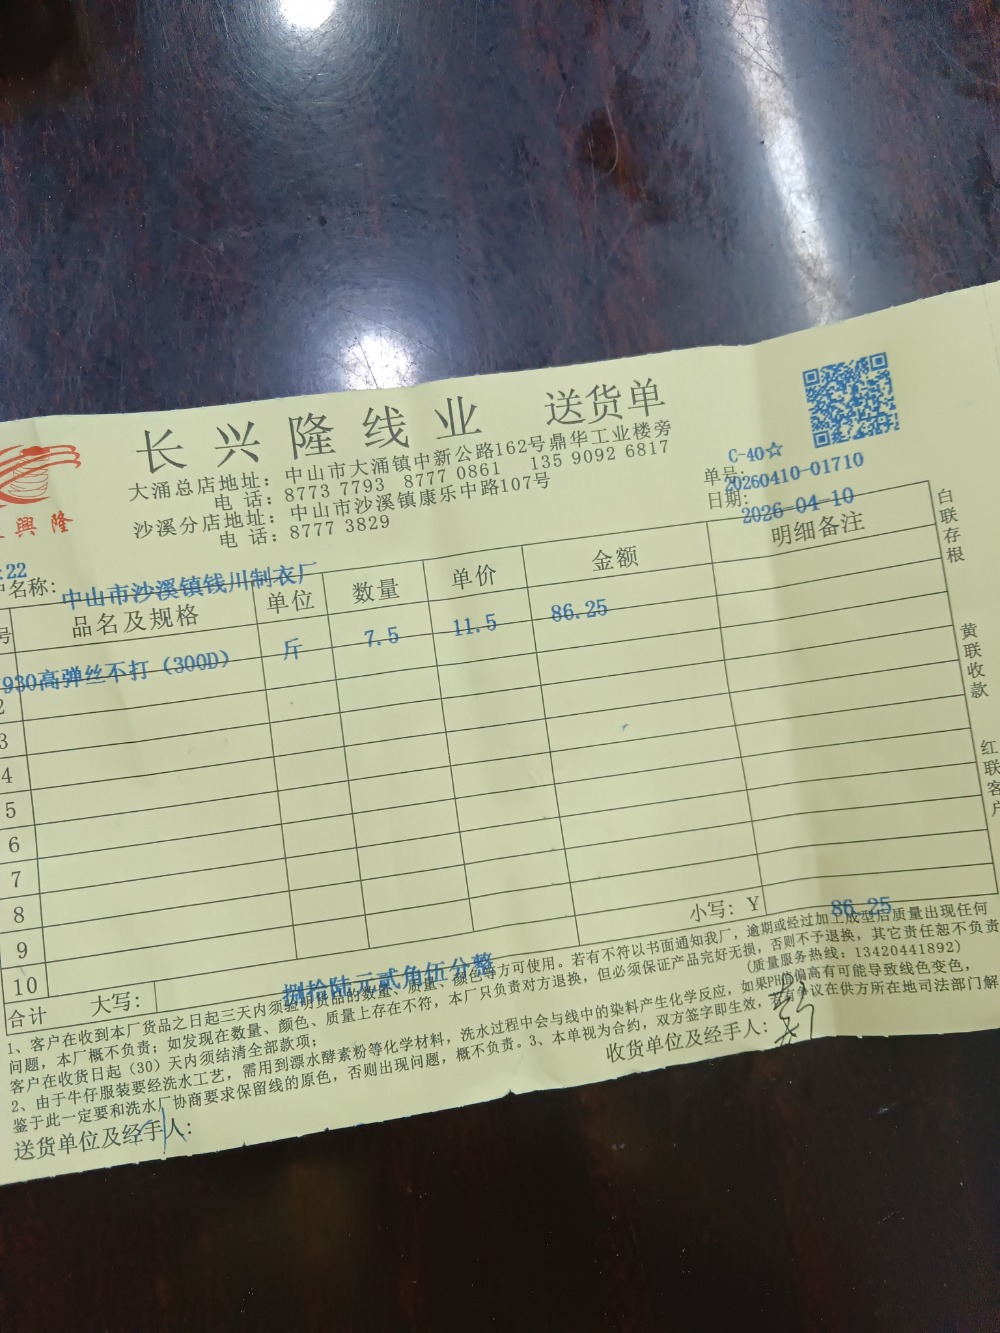 长兴隆线业 送货单
大涌总店地址：中山市大涌镇中新公路162号鼎华工业楼旁
电 话：8773 7793 8777 0861 135 9092 6817
沙溪分店地址：中山市沙溪镇康乐中路107号
电 话：8777 3829
C-40☆
单号：20260410-01710
日期：2026-04-10
興隆
:22
户名称：中山市沙溪镇钱川制衣厂
号 品名及规格 单位 数量 单价 金额 明细备注
930高弹丝不打（300D） 斤 7.5 11.5 86.25
2
3
4
5
6
7
8
9
10
小写：Y 86.25
合计 大写：捌拾陆元贰角伍分整
1、客户在收到本厂货品之日起三天内须验明货品的数量、质量、颜色等方可使用。若有不符以书面通知我厂，逾期或经过加工成型后质量出现任何
问题，本厂概不负责；如发现在数量、颜色、质量上存在不符，本厂只负责对方退换，但必须保证产品完好无损，否则不予退换，其它责任恕不负责
客户在收货日起（30）天内须结清全部款项；
（质量服务热线：13420441892）
2、由于牛仔服装要经洗水工艺，需用到漂水酵素粉等化学材料，洗水过程中会与线中的染料产生化学反应，如果PH值偏高有可能导致线色变色，
鉴于此一定要和洗水厂协商要求保留线的原色，否则出现问题，概不负责。3、本单视为合约，双方签字即生效，若有争议在供方所在地司法部门解
送货单位及经手人：
收货单位及经手人：
白联存根
黄联收款
红联客户